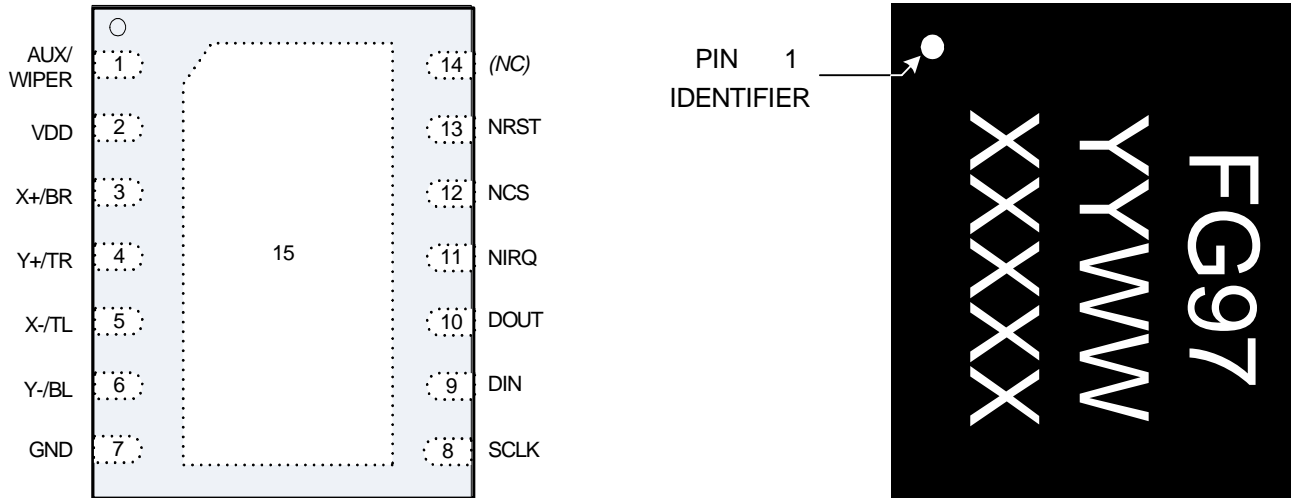 AUX/
WIPER
1
VDD
2
X+/BR
3
Y+/TR
4
X-/TL
5
Y-/BL
6
GND
7
15
14
(NC)
13
NRST
12
NCS
11
NIRQ
10
DOUT
9
DIN
8
SCLK
PIN 1
IDENTIFIER
FG97
YYWW
XXXXX